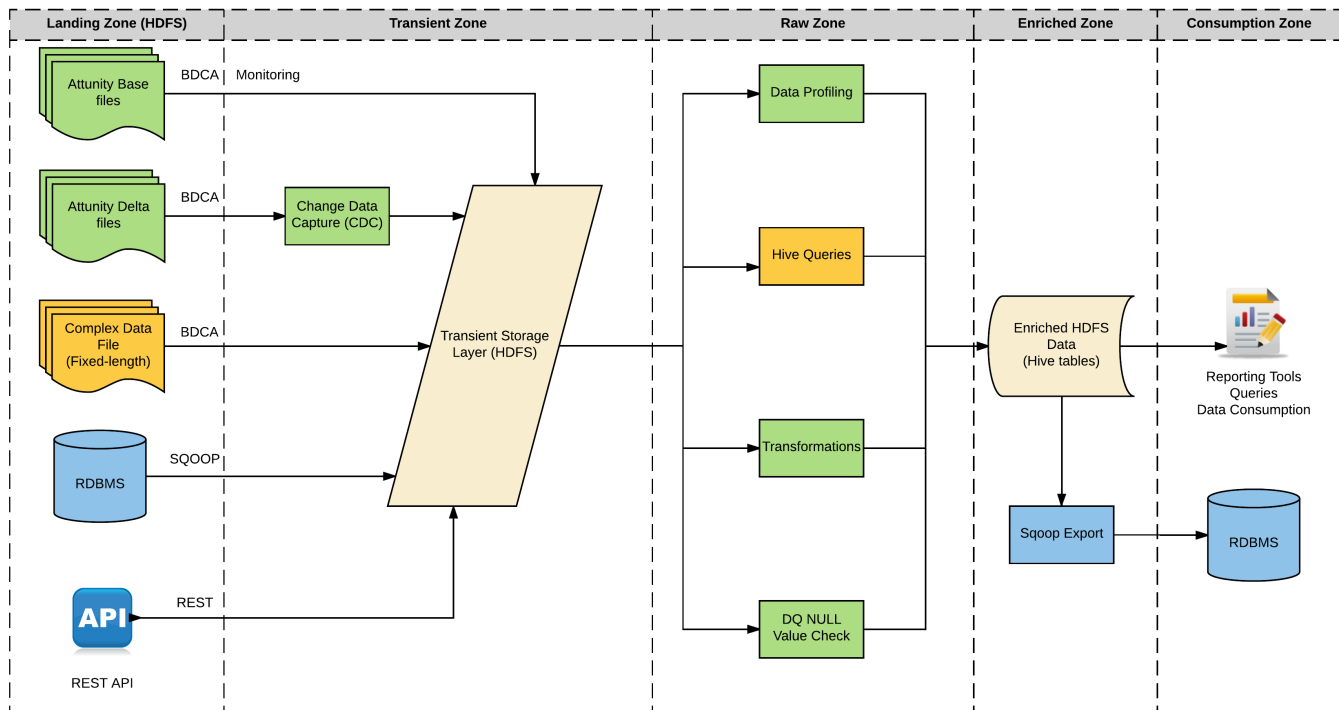 Landing Zone (HDFS)
Transient Zone
Raw Zone
Enriched Zone
Consumption Zone
Attunity Base
files
BDCA
Monitoring
Attunity Delta
files
BDCA
Change Data
Capture (CDC)
Complex Data
File
(Fixed-length)
BDCA
RDBMS
SQOOP
API
REST
REST API
Transient Storage
Layer (HDFS)
Data Profiling
Hive Queries
Transformations
DQ NULL
Value Check
Enriched HDFS
Data
(Hive tables)
Sqoop Export
Reporting Tools
Queries
Data Consumption
RDBMS